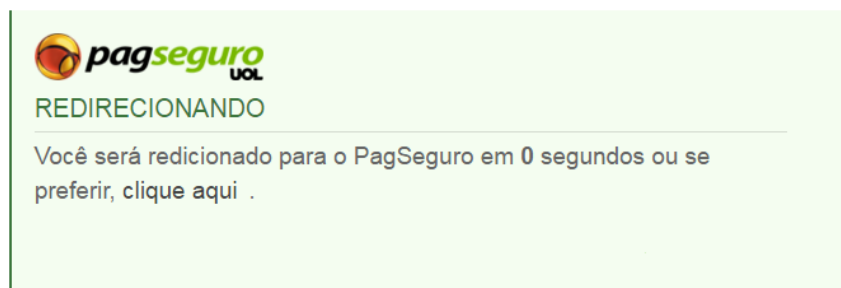 pagseguro
UOL
REDIRECIONANDO
Você será redicionado para o PagSeguro em 0 segundos ou se
preferir, clique aqui .